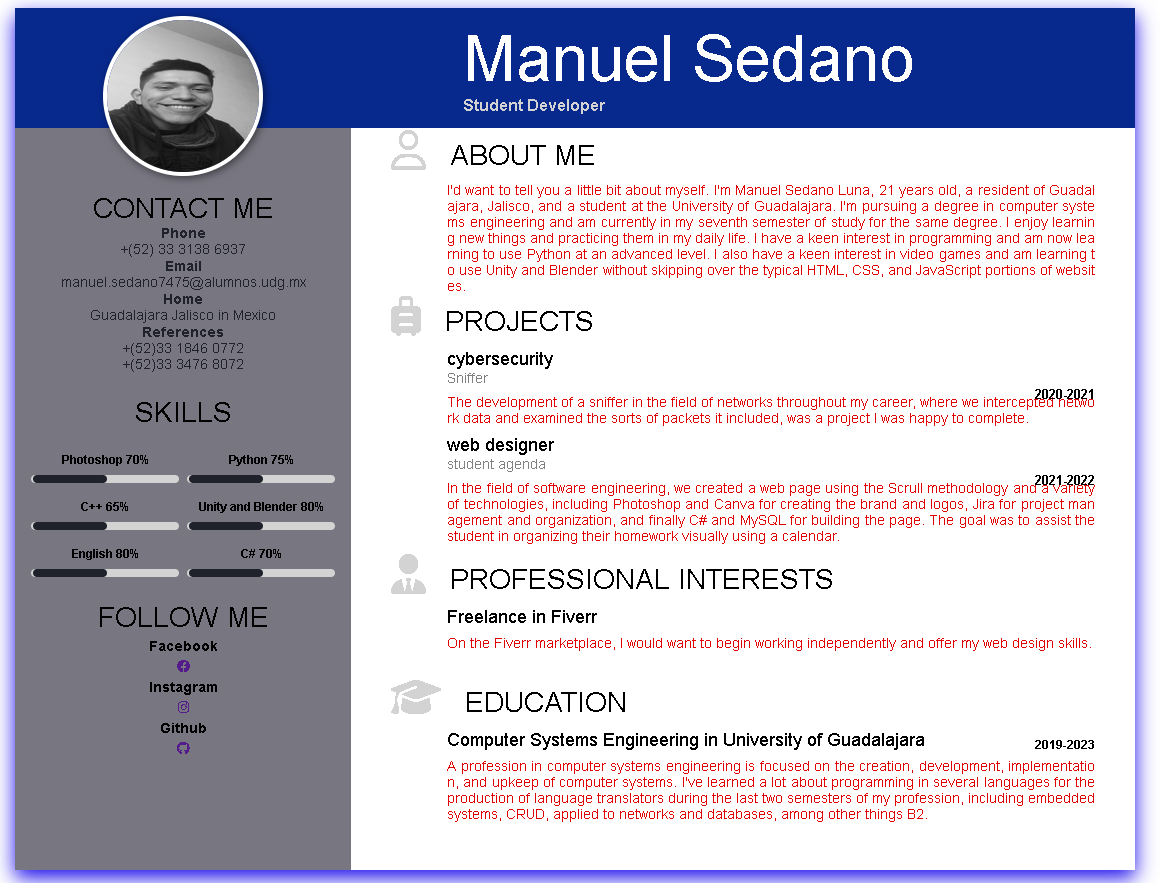 Manuel Sedano
Student Developer
CONTACT ME
Phone
+(52) 33 3138 6937
Email
manuel.sedano7475@alumnos.udg.mx
Home
Guadalajara Jalisco in Mexico
References
+(52)33 1846 0772
+(52)33 3476 8072
SKILLS
Photoshop 70%
Python 75%
C++ 65%
Unity and Blender 80%
English 80%
C# 70%
FOLLOW ME
Facebook
Instagram
Github
ABOUT ME
I'd want to tell you a little bit about myself. I'm Manuel Sedano Luna, 21 years old, a resident of Guadal
ajara, Jalisco, and a student at the University of Guadalajara. I'm pursuing a degree in computer syste
ms engineering and am currently in my seventh semester of study for the same degree. I enjoy learnin
g new things and practicing them in my daily life. I have a keen interest in programming and am now lea
rning to use Python at an advanced level. I also have a keen interest in video games and am learning t
o use Unity and Blender without skipping over the typical HTML, CSS, and JavaScript portions of websit
es.
PROJECTS
cybersecurity
Sniffer
2020-2021
The development of a sniffer in the field of networks throughout my career, where we intercepted netwo
rk data and examined the sorts of packets it included, was a project I was happy to complete.
web designer
student agenda
2021-2022
In the field of software engineering, we created a web page using the Scrull methodology and a variety
of technologies, including Photoshop and Canva for creating the brand and logos, Jira for project man
agement and organization, and finally C# and MySQL for building the page. The goal was to assist the
student in organizing their homework visually using a calendar.
PROFESSIONAL INTERESTS
Freelance in Fiverr
On the Fiverr marketplace, I would want to begin working independently and offer my web design skills.
EDUCATION
Computer Systems Engineering in University of Guadalajara
2019-2023
A profession in computer systems engineering is focused on the creation, development, implementatio
n, and upkeep of computer systems. I've learned a lot about programming in several languages for the
production of language translators during the last two semesters of my profession, including embedded
systems, CRUD, applied to networks and databases, among other things B2.